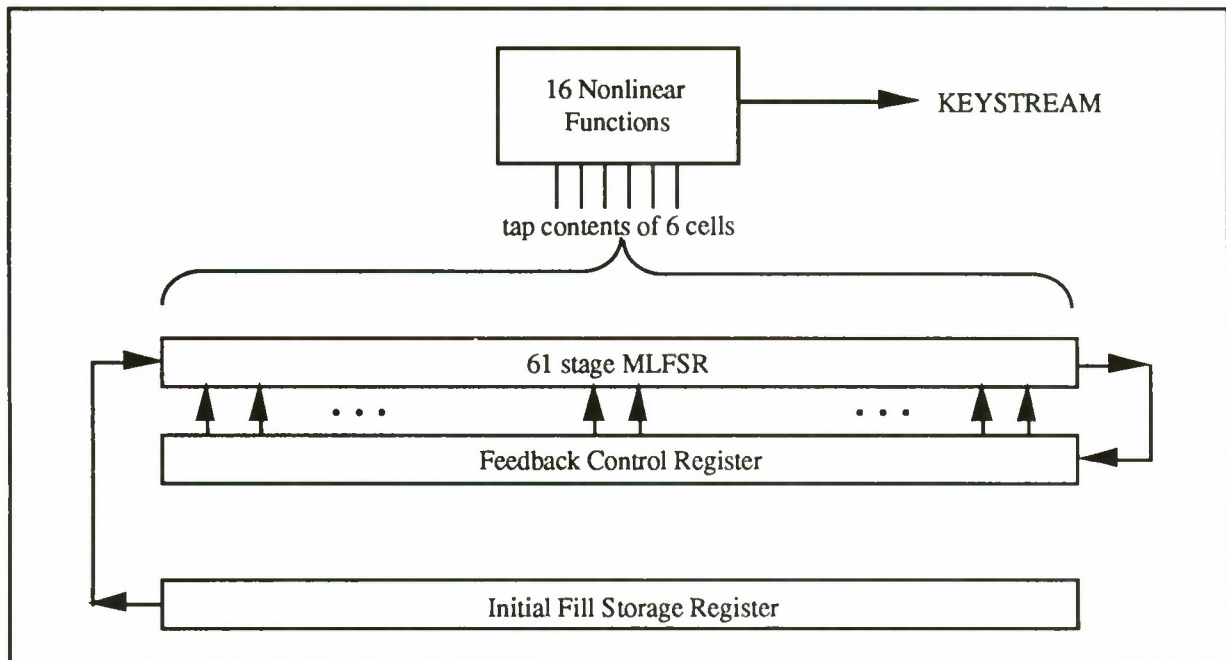 16 Nonlinear
Functions
KEYSTREAM
tap contents of 6 cells
61 stage MLFSR
. . .
. . .
Feedback Control Register
Initial Fill Storage Register